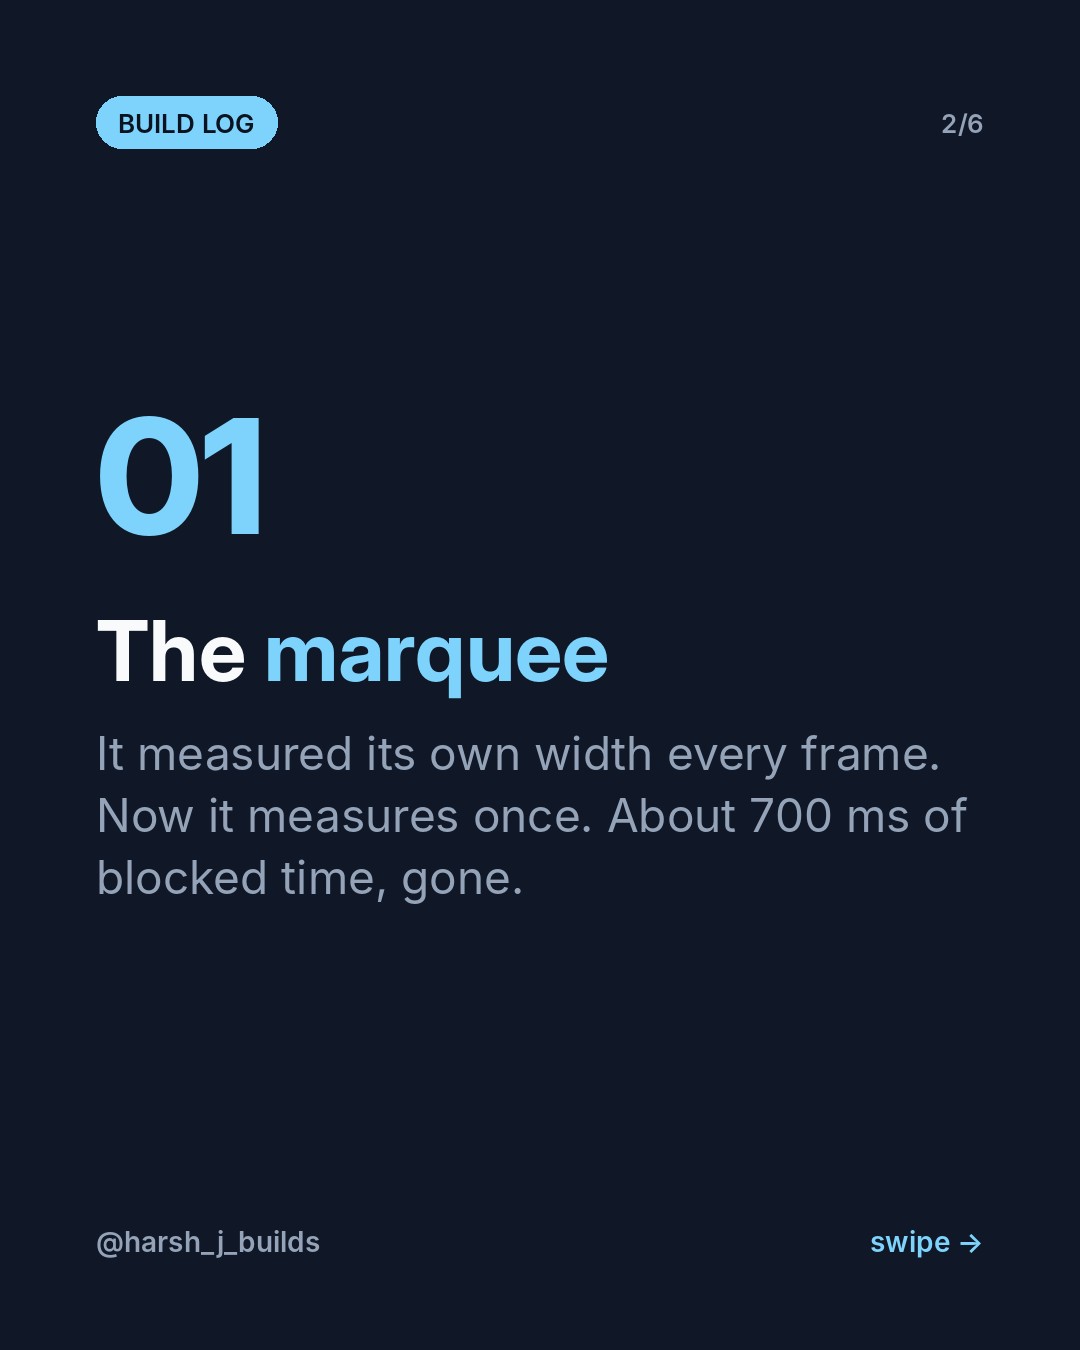 BUILD LOG
2/6
01
The marquee
It measured its own width every frame.
Now it measures once. About 700 ms of
blocked time, gone.
@harsh_j_builds
swipe →